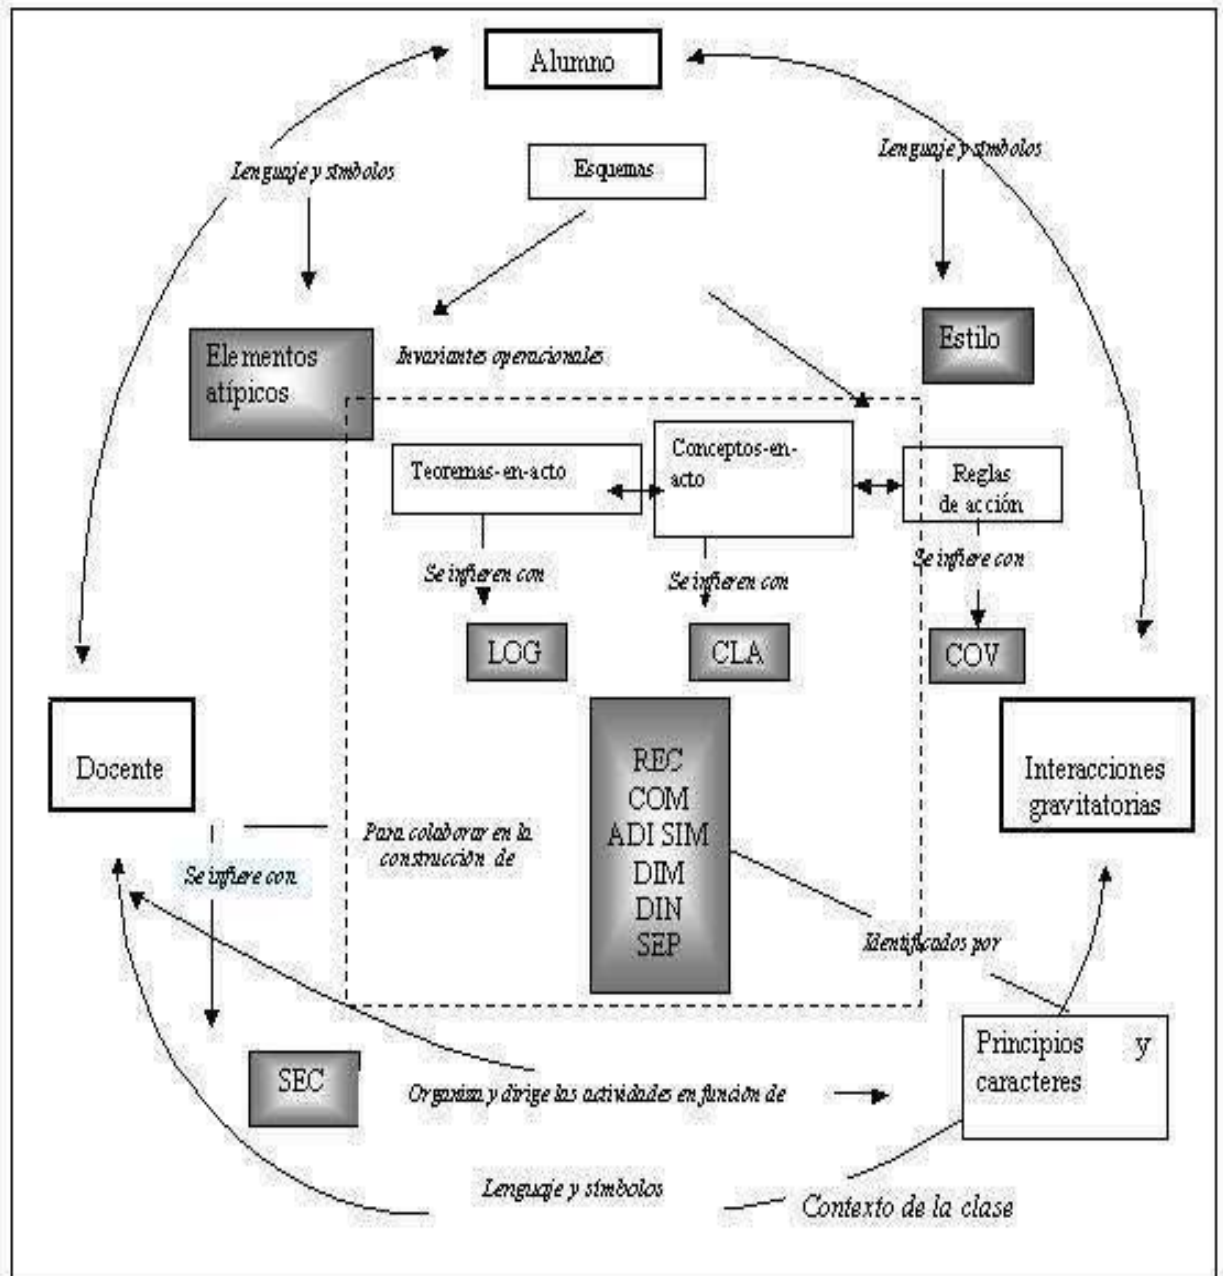 Alumno
Lenguaje y símbolos
Esquemas
Lenguaje y símbolos
Elementos
atípicos
Invariantes operacionales
Estilo
Teoremas-en-acto
Conceptos-en-
acto
Reglas
de acción
Se infieren con
Se infieren con
Se infiere con
LOG
CLA
COV
Docente
REC
COM
ADI SIM
DIM
DIN
SEP
Interacciones
gravitatorias
Para colaborar en la
construcción de
Se infiere con
Identificados por
SEC
Organiza y dirige las actividades en función de
Principios y
caracteres
Lenguaje y símbolos
Contexto de la clase